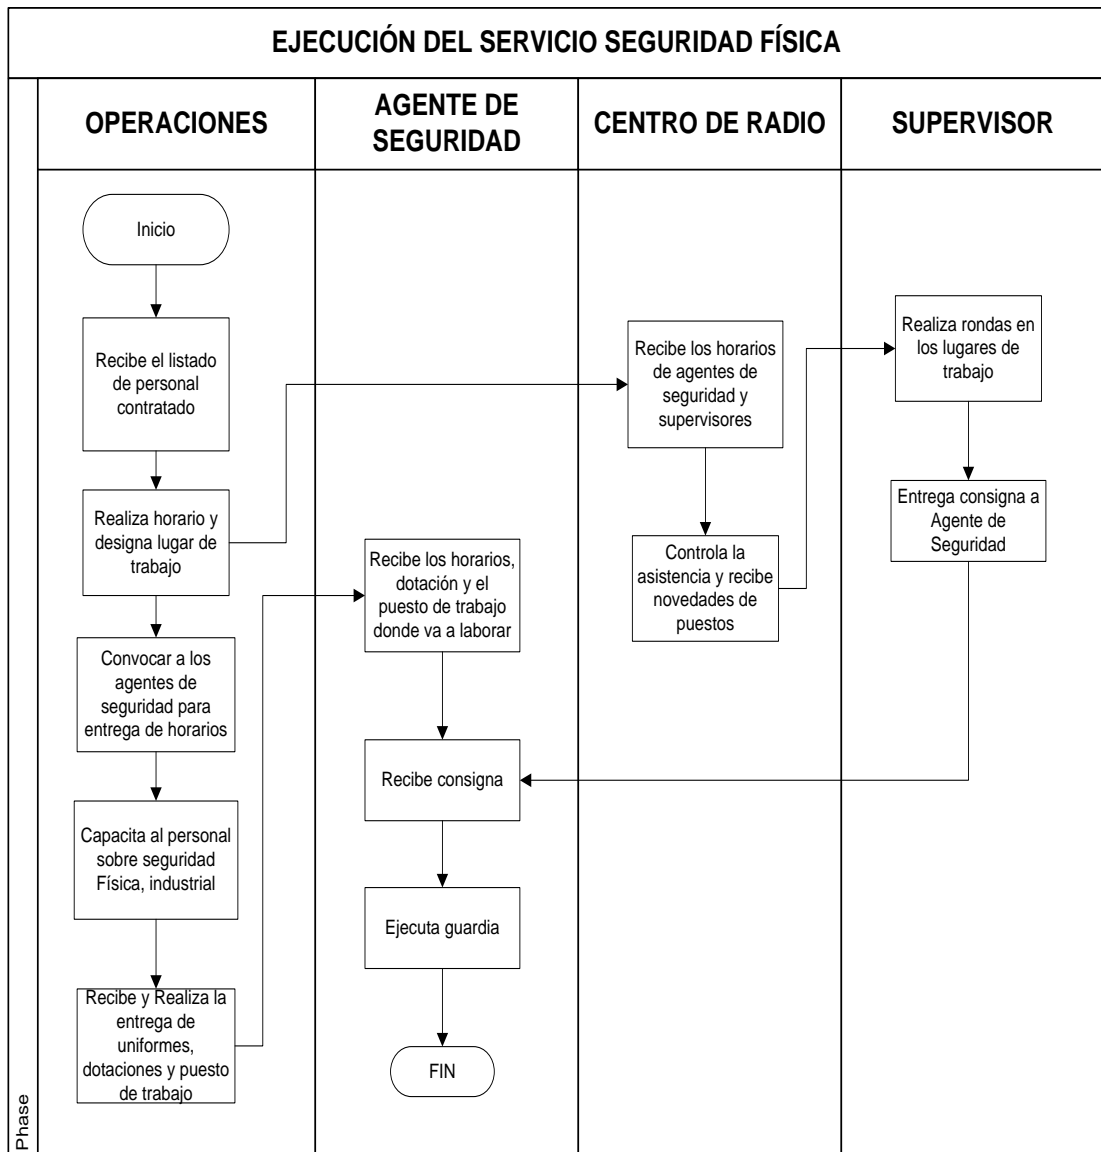 EJECUCIÓN DEL SERVICIO SEGURIDAD FÍSICA
OPERACIONES
AGENTE DE
SEGURIDAD
CENTRO DE RADIO
SUPERVISOR
Inicio
Recibe el listado
de personal
contratado
Realiza horario y
designa lugar de
trabajo
Convocar a los
agentes de
seguridad para
entrega de horarios
Capacita al personal
sobre seguridad
Física, industrial
Recibe y Realiza la
entrega de
uniformes,
dotaciones y puesto
de trabajo
Recibe los horarios,
dotación y el
puesto de trabajo
donde va a laborar
Recibe consigna
Ejecuta guardia
FIN
Recibe los horarios
de agentes de
seguridad y
supervisores
Controla la
asistencia y recibe
novedades de
puestos
Realiza rondas en
los lugares de
trabajo
Entrega consigna a
Agente de
Seguridad
Phase